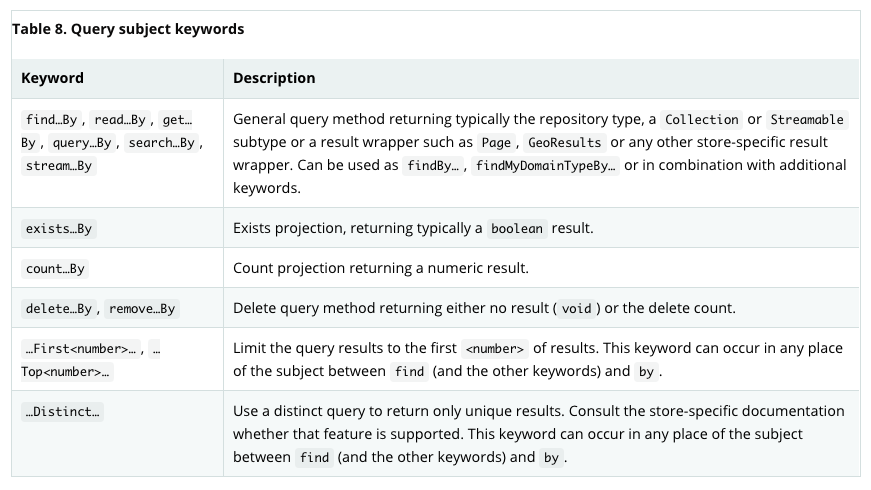 Table 8. Query subject keywords
Keyword
Description
find…By, read…By, get…
By, query…By, search…By,
stream…By
General query method returning typically the repository type, a Collection or Streamable
subtype or a result wrapper such as Page, GeoResults or any other store-specific result
wrapper. Can be used as findBy…, findMyDomainTypeBy… or in combination with additional
keywords.
exists…By
Exists projection, returning typically a boolean result.
count…By
Count projection returning a numeric result.
delete…By, remove…By
Delete query method returning either no result (void) or the delete count.
…First<number>…, …
Top<number>…
Limit the query results to the first <number> of results. This keyword can occur in any place
of the subject between find (and the other keywords) and by.
…Distinct…
Use a distinct query to return only unique results. Consult the store-specific documentation
whether that feature is supported. This keyword can occur in any place of the subject
between find (and the other keywords) and by.